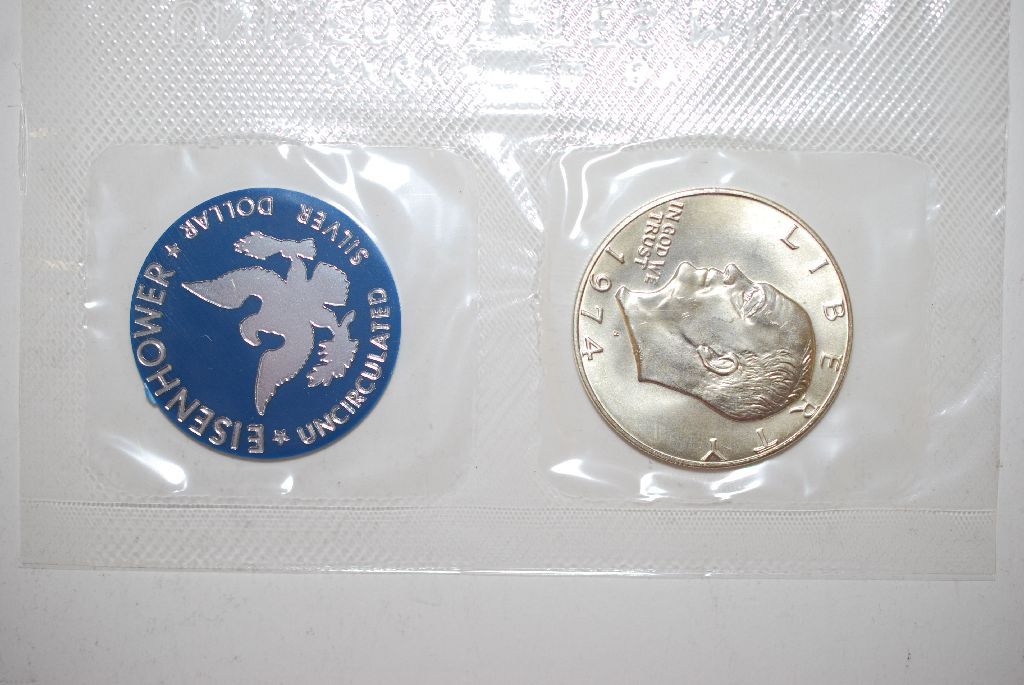 EISENHOWER
UNCIRCULATED
SILVER DOLLAR
LIBERTY
IN GOD WE
TRUST
1974